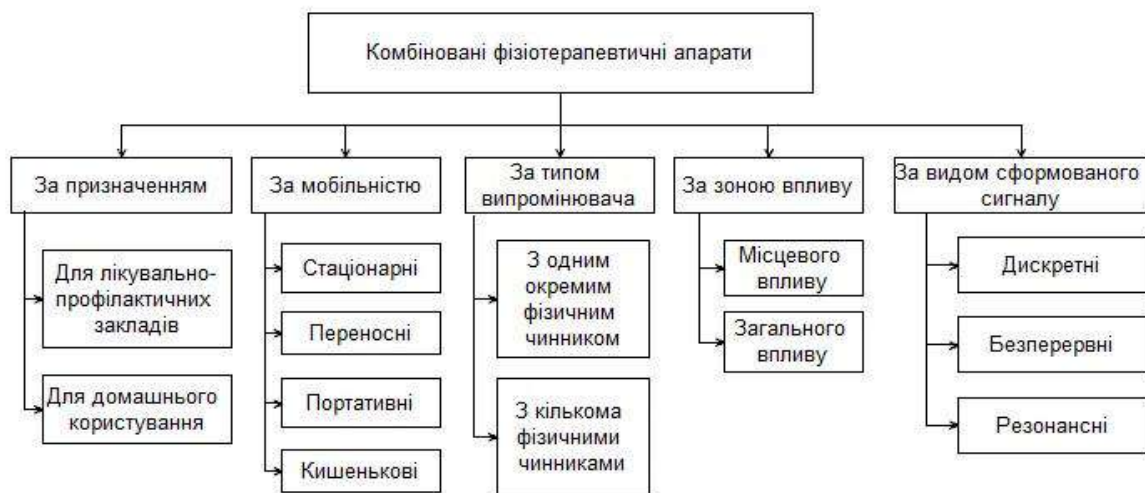 Комбіновані фізіотерапевтичні апарати
За призначенням
Для лікувально-
профілактичних
закладів
Для домашнього
користування
За мобільністю
Стаціонарні
Переносні
Портативні
Кишенькові
За типом
випромінювача
З одним
окремим
фізичним
чинником
З кількома
фізичними
чинниками
За зоною впливу
Місцевого
впливу
Загального
впливу
За видом сформованого
сигналу
Дискретні
Безперервні
Резонансні